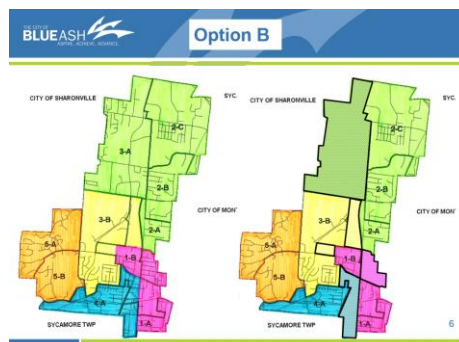 THE CITY OF
BLUE ASH
ASPIRE. ACHIEVE. ADVANCE.
Option B
CITY OF SHARONVILLE
SYC
2-C
3-A
2-B
CITY OF MON
3-B
2-A
5-A
1-B
5-B
4-A
1-A
SYCAMORE TWP
CITY OF SHARONVILLE
SYC
2-C
2-B
CITY OF MON
3-B
2-A
5-A
1-B
5-B
4-A
1-A
SYCAMORE TWP
6